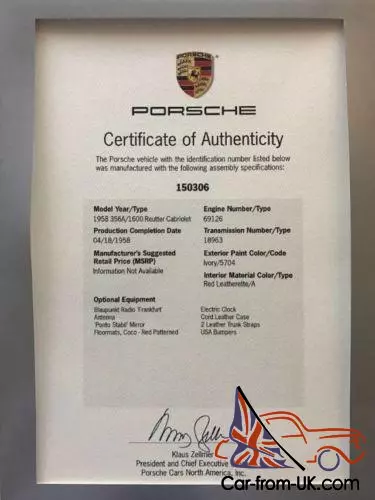 PORSCHE
PORSCHE
Certificate of Authenticity
The Porsche vehicle with the identification number listed below
was manufactured with the following assembly specifications:
150306
Model Year/Type
1958 356A/1600 Reutter Cabriolet
Production Completion Date
04/18/1958
Manufacturer's Suggested
Retail Price (MSRP)
Information Not Available
Engine Number/Type
69126
Transmission Number/Type
18963
Exterior Paint Color/Code
Ivory/5704
Interior Material Color/Type
Red Leatherette/A
Optional Equipment
Blaupunkt Radio 'Frankfurt'
Antenna
'Ponto Stabil' Mirror
Floormats, Coco - Red Patterned
Electric Clock
Cord Leather Case
2 Leather Trunk Straps
USA Bumpers
Klaus Zellmer
President and Chief Executive
Porsche Cars North America, Inc.
Car-from-UK.com